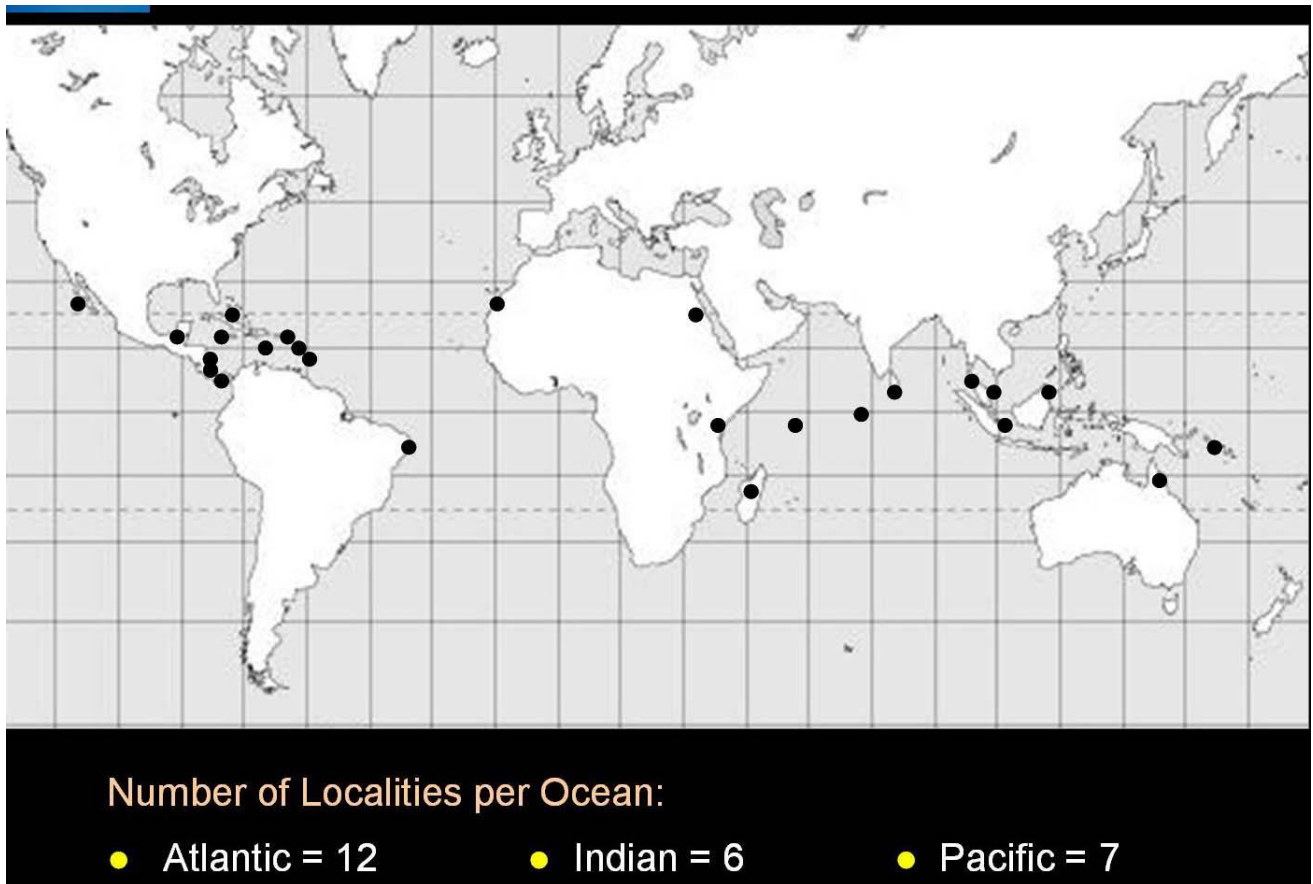 Number of Localities per Ocean:
Atlantic = 12 Indian = 6 Pacific = 7